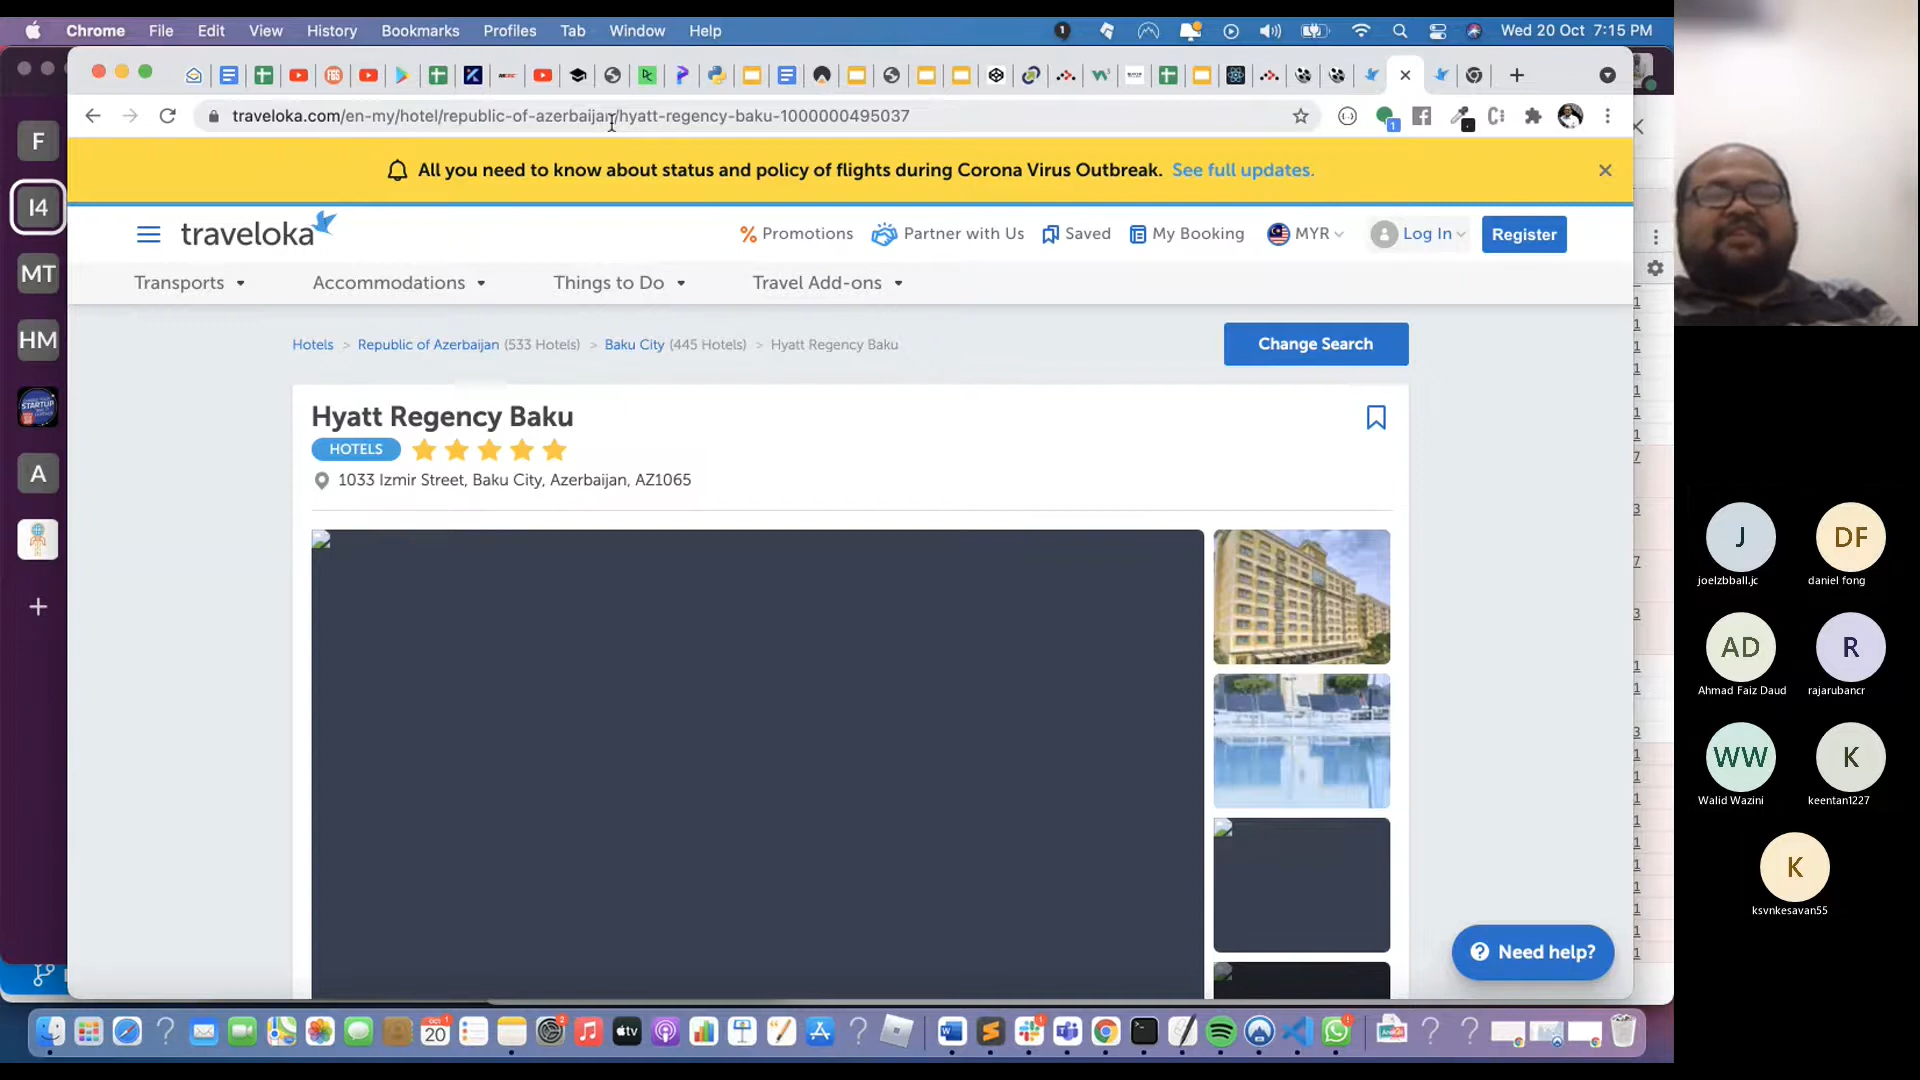 Chrome File Edit View History Bookmarks Profiles Tab Window Help
1
Wed 20 Oct 7:15 PM
traveloka.com/en-my/hotel/republic-of-azerbaijan/hyatt-regency-baku-1000000495037
1
All you need to know about status and policy of flights during Corona Virus Outbreak. See full updates.
traveloka
Promotions Partner with Us Saved My Booking MYR Log In Register
Transports Accommodations Things to Do Travel Add-ons
Hotels > Republic of Azerbaijan (533 Hotels) > Baku City (445 Hotels) > Hyatt Regency Baku
Change Search
Hyatt Regency Baku
HOTELS
1033 Izmir Street, Baku City, Azerbaijan, AZ1065
Need help?
F
I4
MT
HM
STARTUP
A
J
joelzbball.jc
DF
daniel fong
AD
Ahmad Faiz Daud
R
rajarubancr
WW
Walid Wazini
K
keentan1227
K
ksvnkesavan55
20
tv